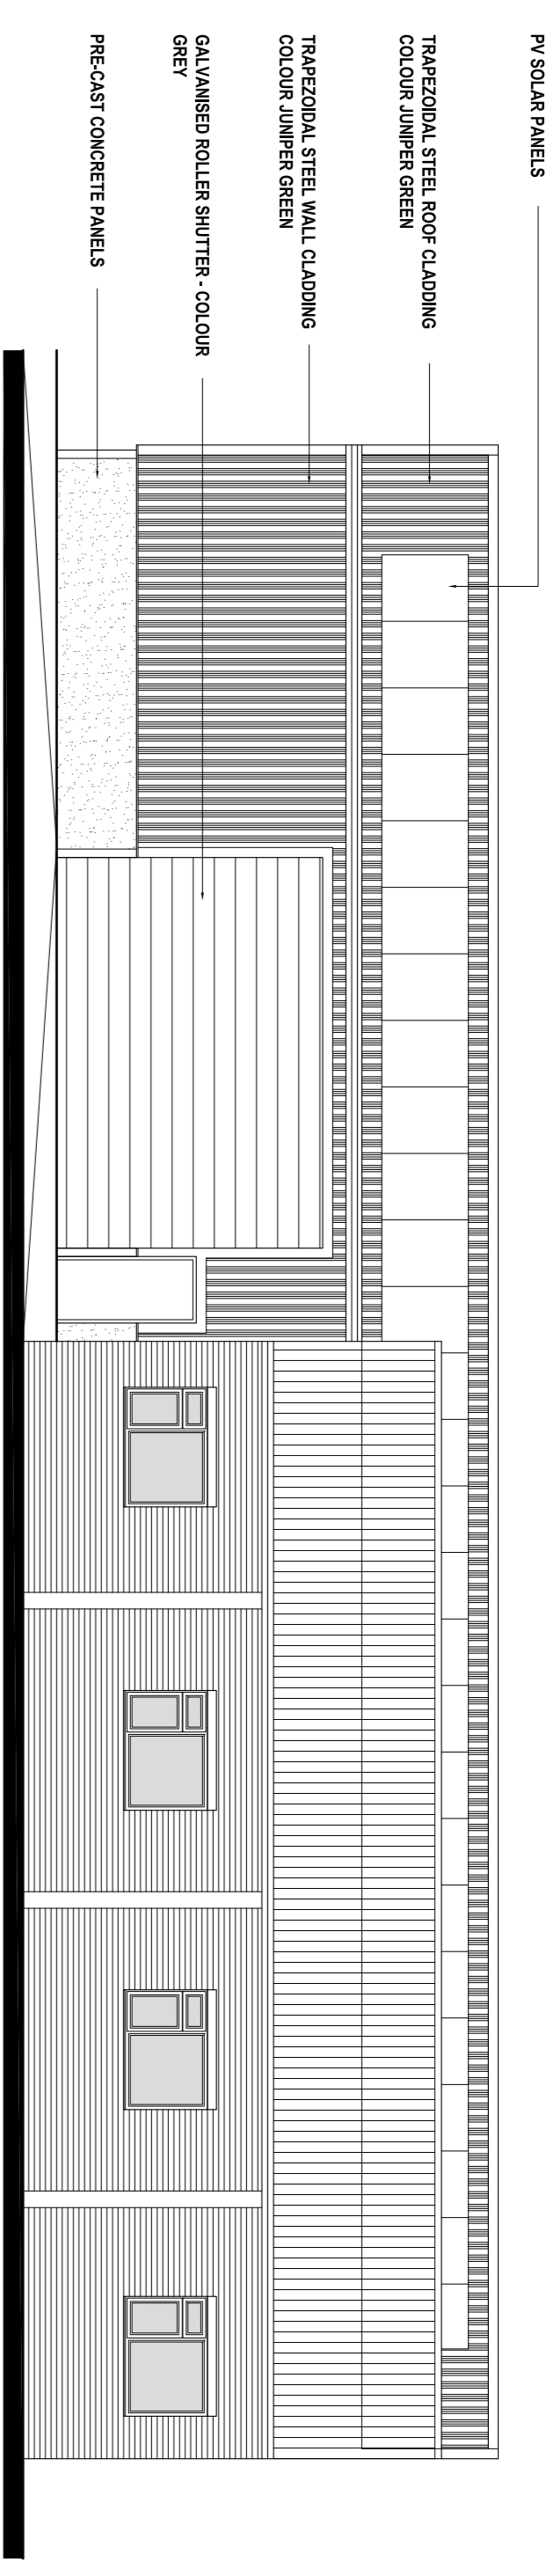 PV SOLAR PANELS
TRAPEZOIDAL STEEL ROOF CLADDING
COLOUR JUNIPER GREEN
TRAPEZOIDAL STEEL WALL CLADDING
COLOUR JUNIPER GREEN
GALVANISED ROLLER SHUTTER - COLOUR
GREY
PRE-CAST CONCRETE PANELS